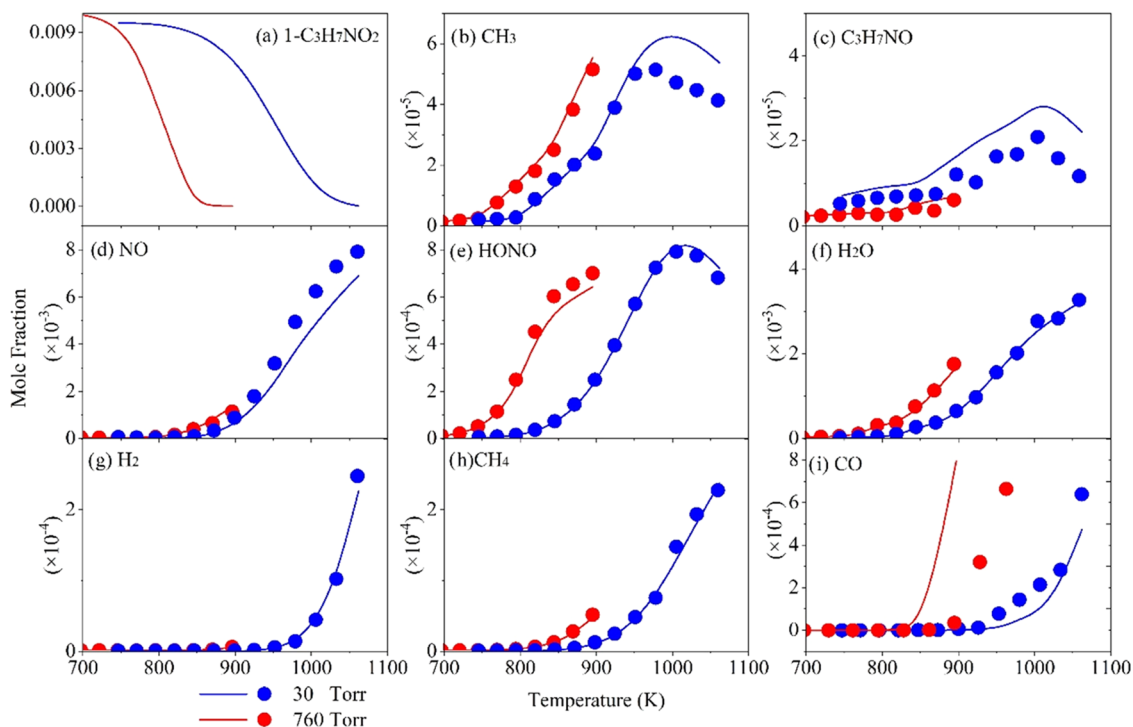 0.009
0.006
0.003
0.000
(a) 1-C3H7NO2
6
4
2
0
(×10-5)
(b) CH3
4
2
0
(×10-5)
(c) C3H7NO
Mole Fraction
8
6
4
2
0
(×10-3)
(d) NO
8
6
4
2
0
(×10-4)
(e) HONO
4
2
0
(×10-3)
(f) H2O
2
0
(×10-4)
(g) H2
2
0
(×10-4)
(h)CH4
8
6
4
2
0
(×10-4)
(i) CO
700 800 900 1000 1100
700 800 900 1000 1100
700 800 900 1000 1100
Temperature (K)
30 Torr
760 Torr